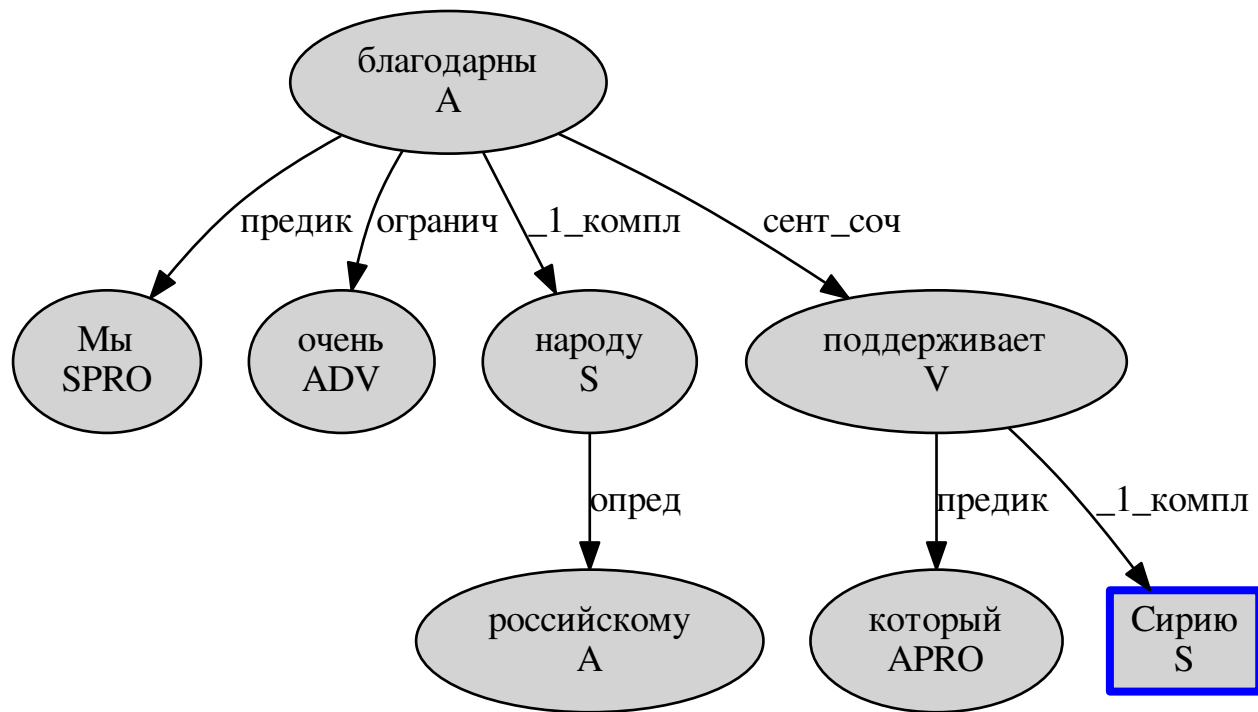 благодарны
A
предик
огранич
_1_компл
сент_соч
Мы
SPRO
очень
ADV
народу
S
поддерживает
V
опред
предик
_1_компл
российскому
A
который
APRO
Сирию
S